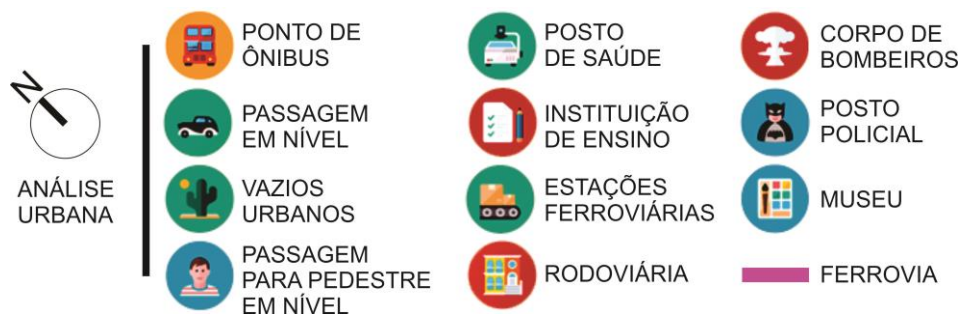 N
ANÁLISE
URBANA
PONTO DE
ÔNIBUS
PASSAGEM
EM NÍVEL
VAZIOS
URBANOS
PASSAGEM
PARA PEDESTRE
EM NÍVEL
POSTO
DE SAÚDE
INSTITUIÇÃO
DE ENSINO
ESTAÇÕES
FERROVIÁRIAS
RODOVIÁRIA
CORPO DE
BOMBEIROS
POSTO
POLICIAL
MUSEU
FERROVIA